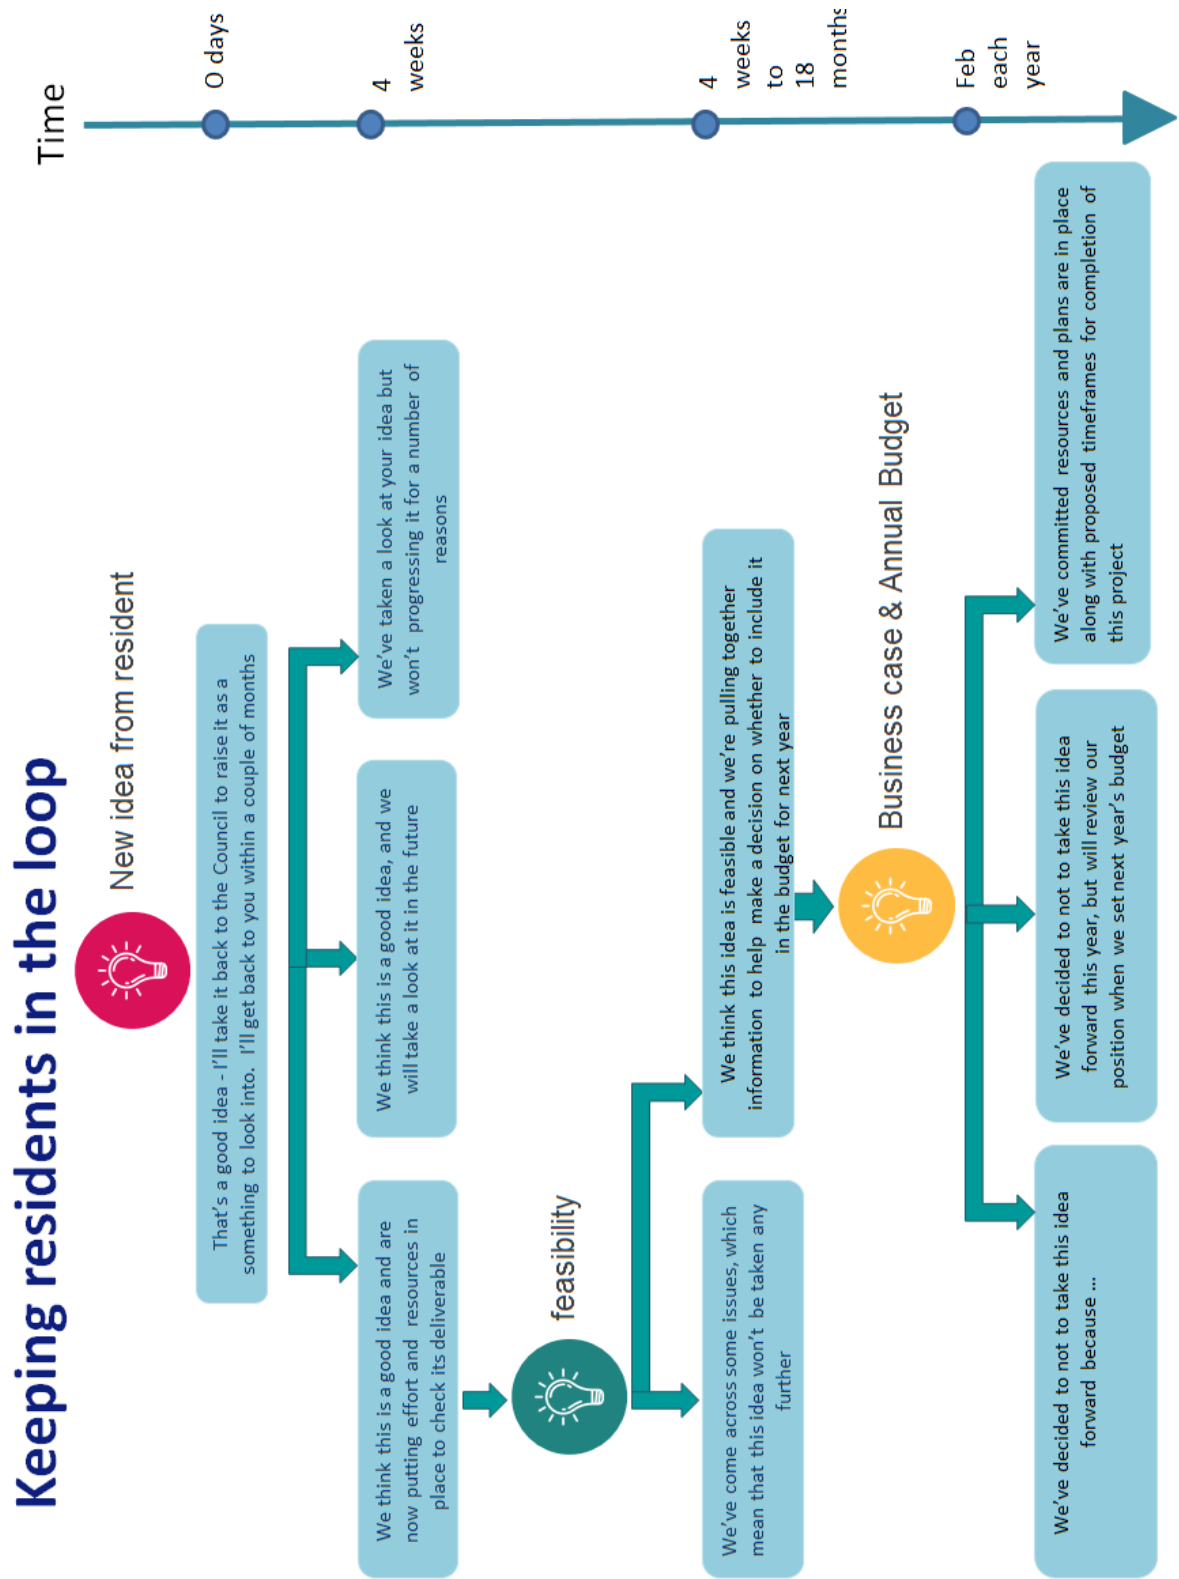 Keeping residents in the loop
Time
New idea from resident
That's a good idea - I'll take it back to the Council to raise it as a
something to look into. I'll get back to you within a couple of months
O days
We think this is a good idea and are
now putting effort and resources in
place to check its deliverable
We think this is a good idea, and we
will take a look at it in the future
We've taken a look at your idea but
won't progressing it for a number of
reasons
4
weeks
feasibility
We've come across some issues, which
mean that this idea won't be taken any
further
We think this idea is feasible and we're pulling together
information to help make a decision on whether to include it
in the budget for next year
4
weeks
to
18
months
Business case & Annual Budget
We've decided to not to take this idea
forward because ...
We've decided to not to take this idea
forward this year, but will review our
position when we set next year's budget
We've committed resources and plans are in place
along with proposed timeframes for completion of
this project
Feb
each
year